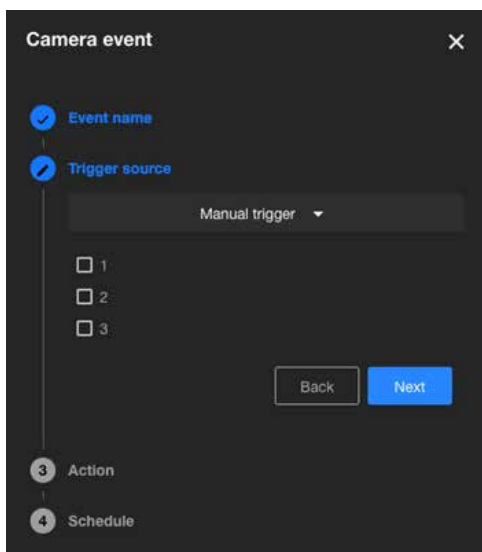 Camera event
Event name
Trigger source
Manual trigger
1
2
3
Back Next
3 Action
4 Schedule